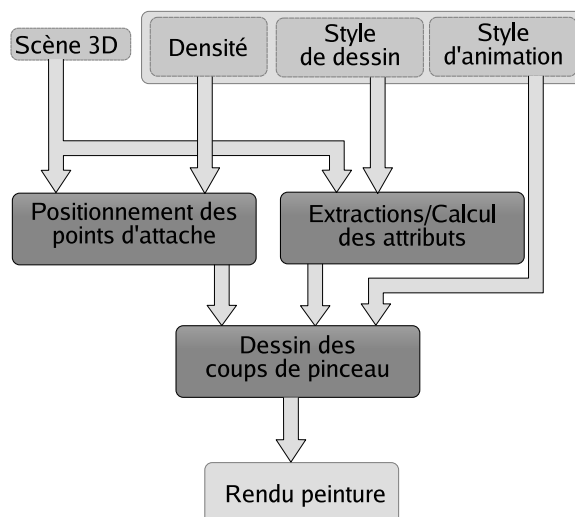 Scène 3D
Densité
Style
de dessin
Style
d'animation
Positionnement des
points d'attache
Extractions/Calcul
des attributs
Dessin des
coups de pinceau
Rendu peinture